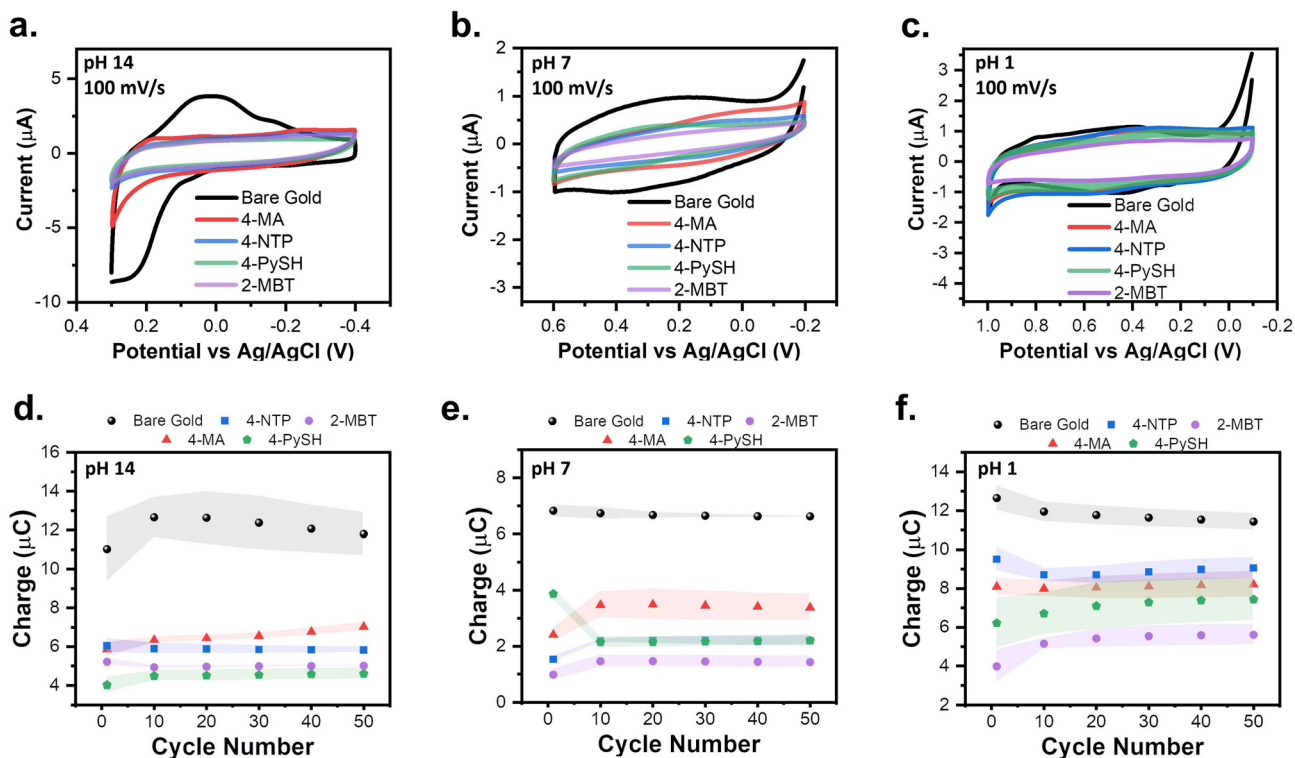 a.
pH 14
100 mV/s
Current (μA)
5
0
-5
-10
0.4 0.2 0.0 -0.2 -0.4
Potential vs Ag/AgCl (V)
Bare Gold
4-MA
4-NTP
4-PySH
2-MBT
b.
pH 7
100 mV/s
Current (μA)
2
1
0
-1
-2
-3
0.6 0.4 0.2 0.0 -0.2
Potential vs Ag/AgCl (V)
Bare Gold
4-MA
4-NTP
4-PySH
2-MBT
c.
pH 1
100 mV/s
Current (μA)
3
2
1
0
-1
-2
-3
-4
1.0 0.8 0.6 0.4 0.2 0.0 -0.2
Potential vs Ag/AgCl (V)
Bare Gold
4-MA
4-NTP
4-PySH
2-MBT
d.
Bare Gold 4-NTP 2-MBT
4-MA 4-PySH
pH 14
Charge (μC)
16
14
12
10
8
6
4
0 10 20 30 40 50
Cycle Number
e.
Bare Gold 4-NTP 2-MBT
4-MA 4-PySH
pH 7
Charge (μC)
8
6
4
2
0
0 10 20 30 40 50
Cycle Number
f.
Bare Gold 4-NTP 2-MBT
4-MA 4-PySH
pH 1
Charge (μC)
14
12
10
8
6
4
2
0 10 20 30 40 50
Cycle Number